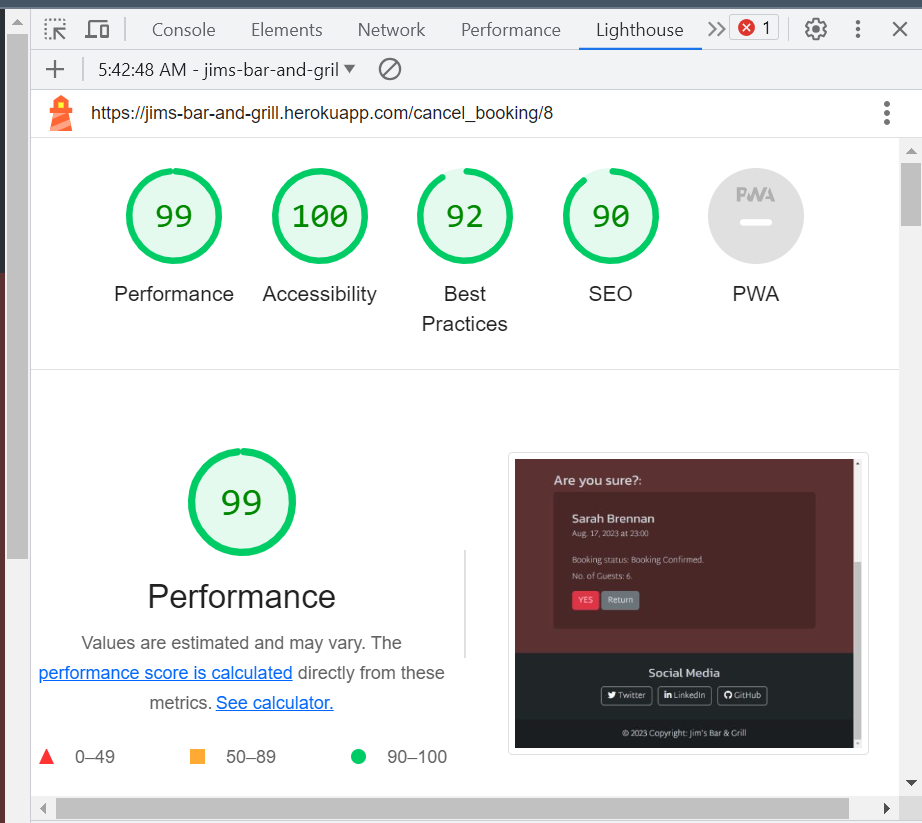 Console Elements Network Performance Lighthouse 1
5:42:48 AM - jims-bar-and-gril
https://jims-bar-and-grill.herokuapp.com/cancel_booking/8
99 100 92 90 PWA
Performance Accessibility Best Practices SEO PWA
99
Performance
Values are estimated and may vary. The
performance score is calculated directly from these
metrics. See calculator.
0–49 50–89 90–100
Are you sure?:
Sarah Brennan
Aug. 17, 2023 at 23:00
Booking status: Booking Confirmed.
No. of Guests: 6.
YES Return
Social Media
Twitter LinkedIn GitHub
© 2023 Copyright: Jim's Bar & Grill